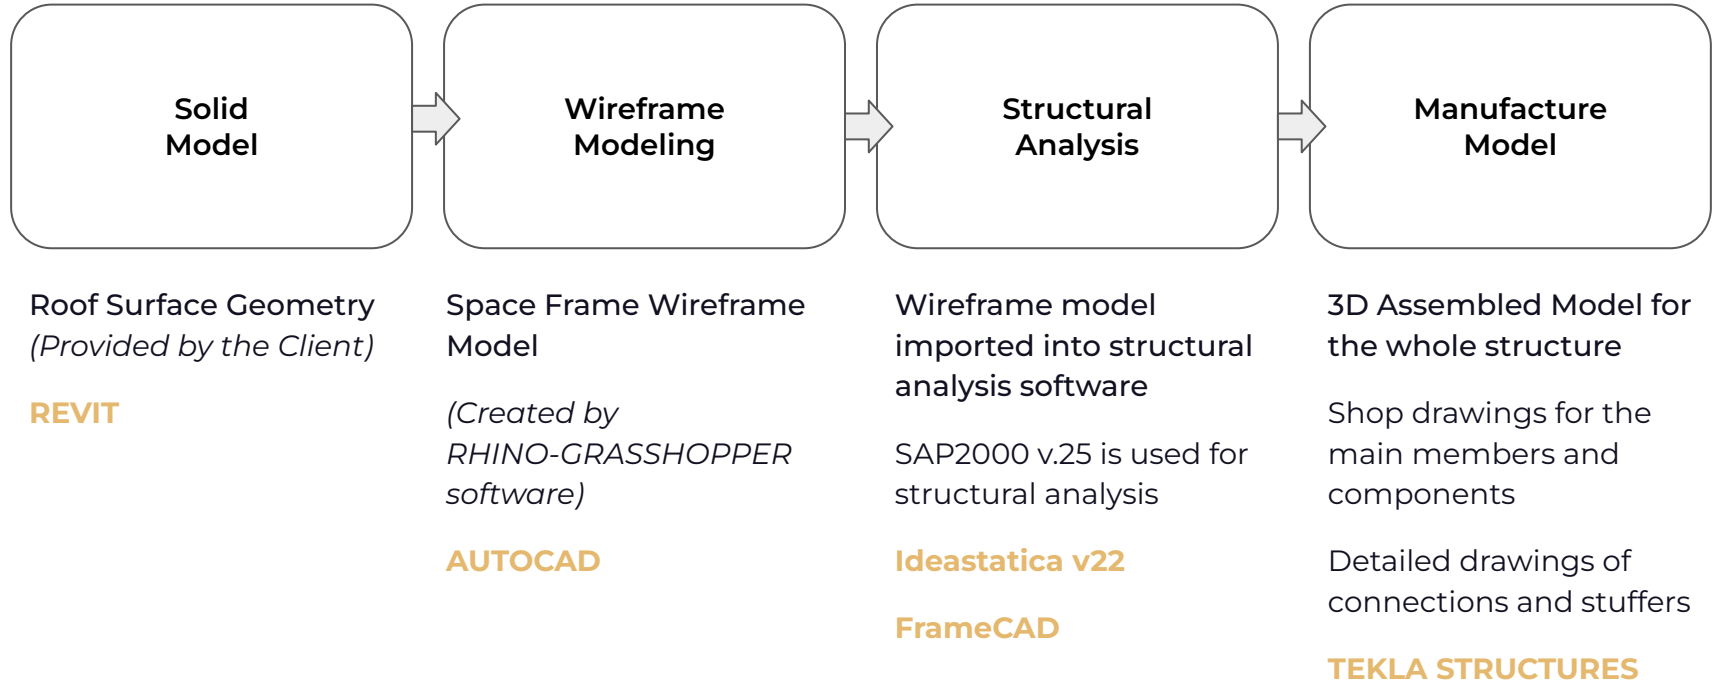 Solid
Model
Wireframe
Modeling
Structural
Analysis
Manufacture
Model
Roof Surface Geometry
(Provided by the Client)
REVIT
Space Frame Wireframe
Model
(Created by
RHINO-GRASSHOPPER
software)
AUTOCAD
Wireframe model
imported into structural
analysis software
SAP2000 v.25 is used for
structural analysis
Ideastatica v22
FrameCAD
3D Assembled Model for
the whole structure
Shop drawings for the
main members and
components
Detailed drawings of
connections and stuffers
TEKLA STRUCTURES